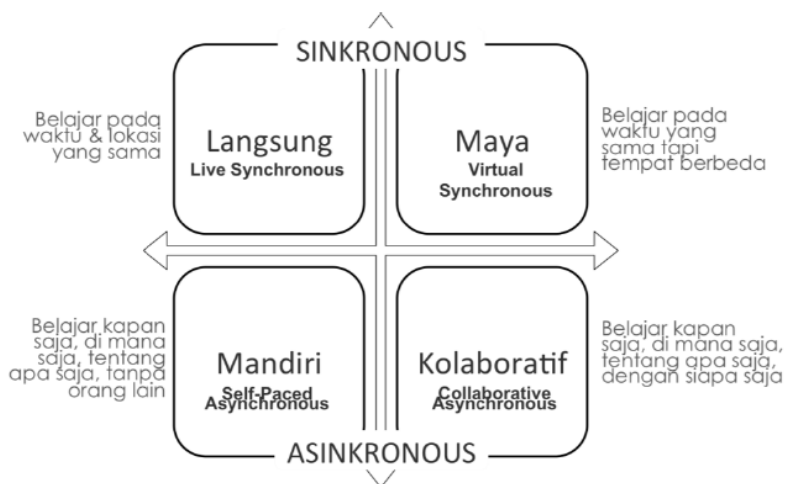 SINKRONOUS
Belajar pada
waktu & lokasi
yang sama
Langsung
Live Synchronous
Maya
Virtual
Synchronous
Belajar pada
waktu yang
sama tapi
tempat berbeda
Belajar kapan
saja, di mana
saja, tentang
apa saja, tanpa
orang lain
Mandiri
Self-Paced
Asynchronous
Kolaboratif
Collaborative
Asynchronous
Belajar kapan
saja, di mana saja,
tentang apa saja,
dengan siapa saja
ASINKRONOUS